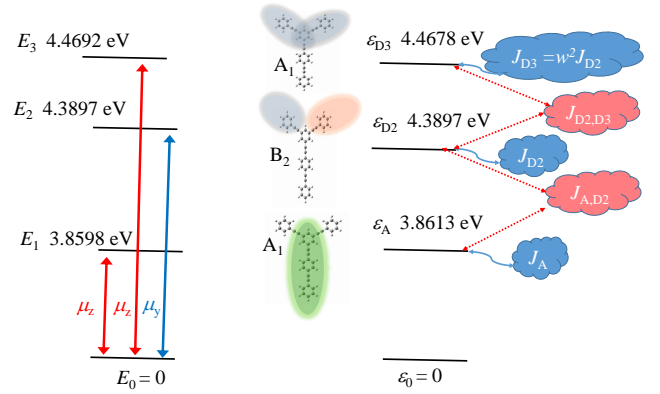 E3 4.4692 eV
E2 4.3897 eV
E1 3.8598 eV
μz
μz
μy
E0 = 0
A1
B2
A1
εD3 4.4678 eV
JD3 = w²JD2
JD2,D3
εD2 4.3897 eV
JD2
JA,D2
εA 3.8613 eV
JA
ε0 = 0